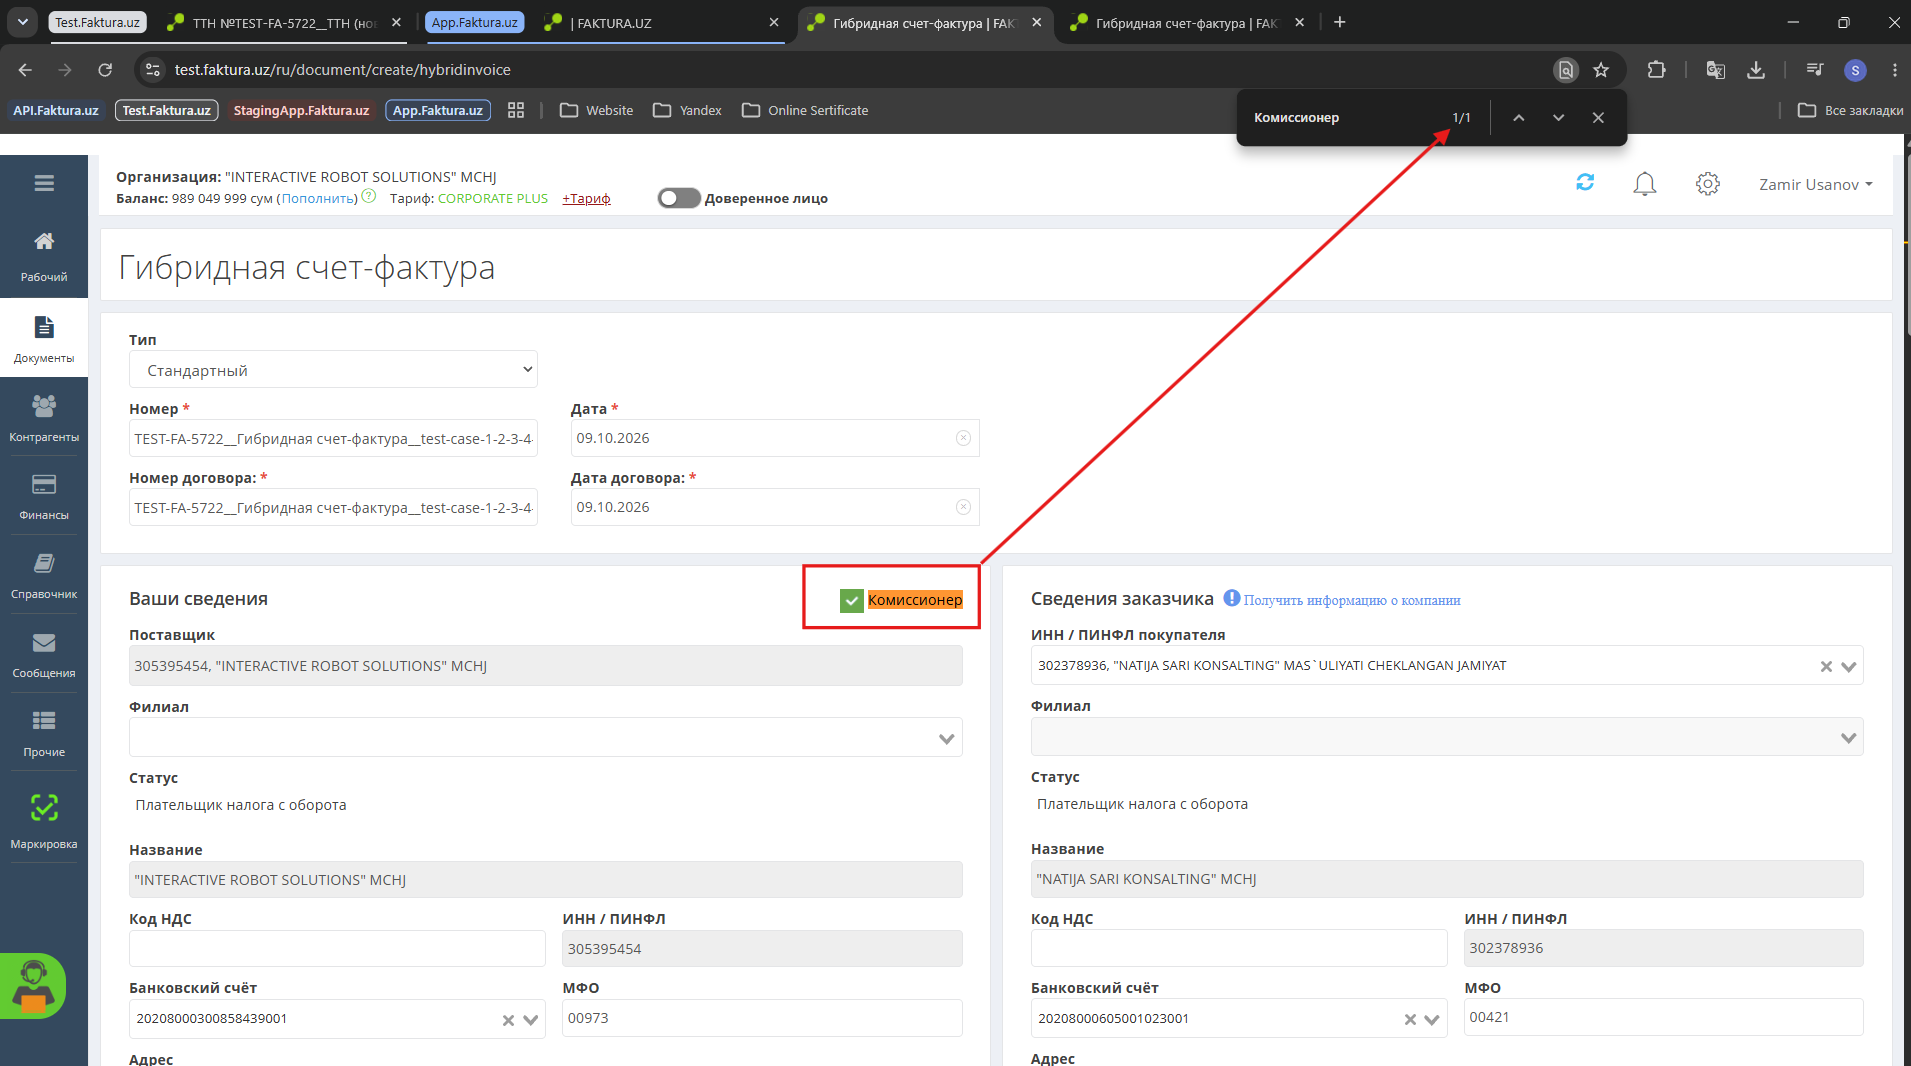 Test.Faktura.uz
ТТН №TEST-FA-5722__ТТН (но
App.Faktura.uz
| FAKTURA.UZ
Гибридная счет-фактура | FAK
Гибридная счет-фактура | FAK
test.faktura.uz/ru/document/create/hybridinvoice
S
API.Faktura.uz
Test.Faktura.uz
StagingApp.Faktura.uz
App.Faktura.uz
Website
Yandex
Online Sertificate
Все закладки
Комиссионер
1/1
Организация: "INTERACTIVE ROBOT SOLUTIONS" MCHJ
Баланс: 989 049 999 сум (Пополнить) ? Тариф: CORPORATE PLUS +Тариф
Доверенное лицо
Zamir Usanov
Рабочий
Документы
Контрагенты
Финансы
Справочник
Сообщения
Прочие
Маркировка
Гибридная счет-фактура
Тип
Стандартный
Номер *
Дата *
TEST-FA-5722__Гибридная счет-фактура__test-case-1-2-3-4-
09.10.2026
Номер договора: *
Дата договора: *
TEST-FA-5722__Гибридная счет-фактура__test-case-1-2-3-4-
09.10.2026
Ваши сведения
Комиссионер
Поставщик
305395454, "INTERACTIVE ROBOT SOLUTIONS" MCHJ
Филиал
Статус
Плательщик налога с оборота
Название
"INTERACTIVE ROBOT SOLUTIONS" MCHJ
Код НДС
ИНН / ПИНФЛ
305395454
Банковский счёт
МФО
20208000300858439001
00973
Адрес
Сведения заказчика
Получить информацию о компании
ИНН / ПИНФЛ покупателя
302378936, "NATIJA SARI KONSALTING" MAS`ULIYATI CHEKLANGAN JAMIYAT
Филиал
Статус
Плательщик налога с оборота
Название
"NATIJA SARI KONSALTING" MCHJ
Код НДС
ИНН / ПИНФЛ
302378936
Банковский счёт
МФО
20208000605001023001
00421
Адрес